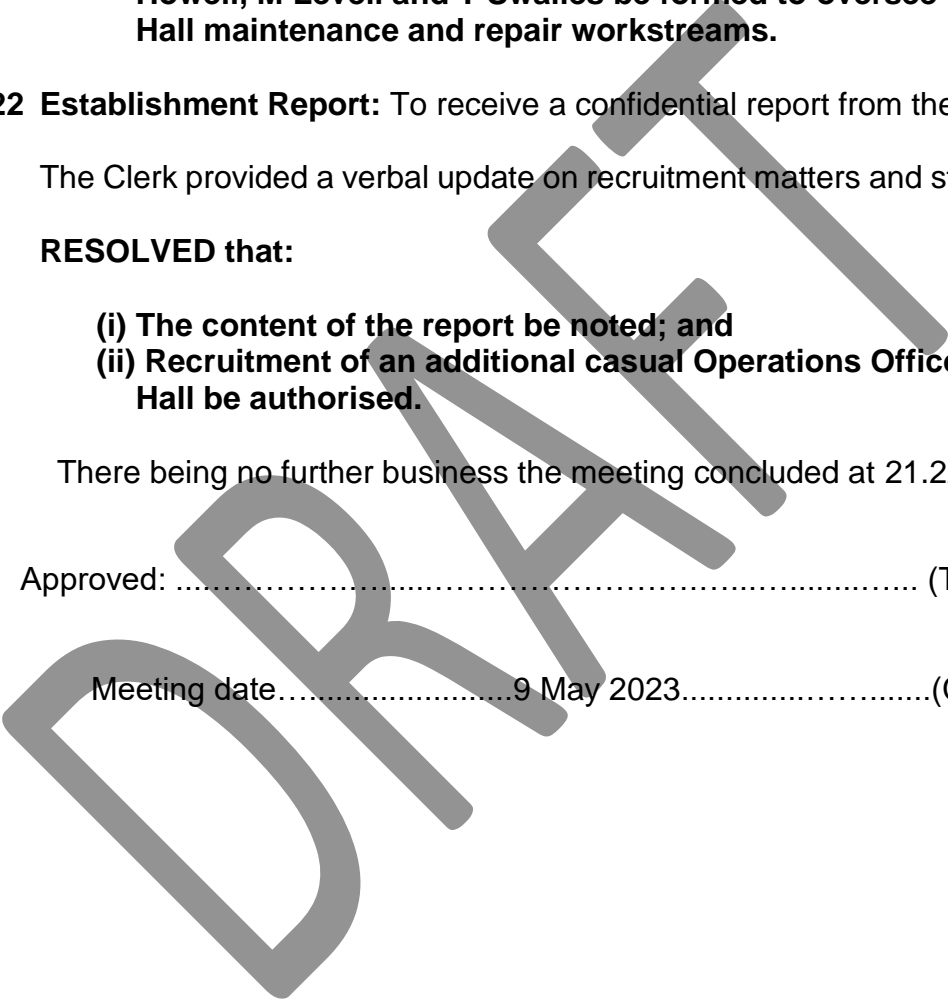 Howell, M Lovell and T Swailes be formed to oversee
Hall maintenance and repair workstreams.
22 Establishment Report: To receive a confidential report from the
The Clerk provided a verbal update on recruitment matters and
RESOLVED that:
(i) The content of the report be noted; and
(ii) Recruitment of an additional casual Operations
Hall be authorised.
There being no further business the meeting concluded at 21.2
Approved: ................................................................................ (T
Meeting date…........................9 May 2023..............…….......(
DRAFT